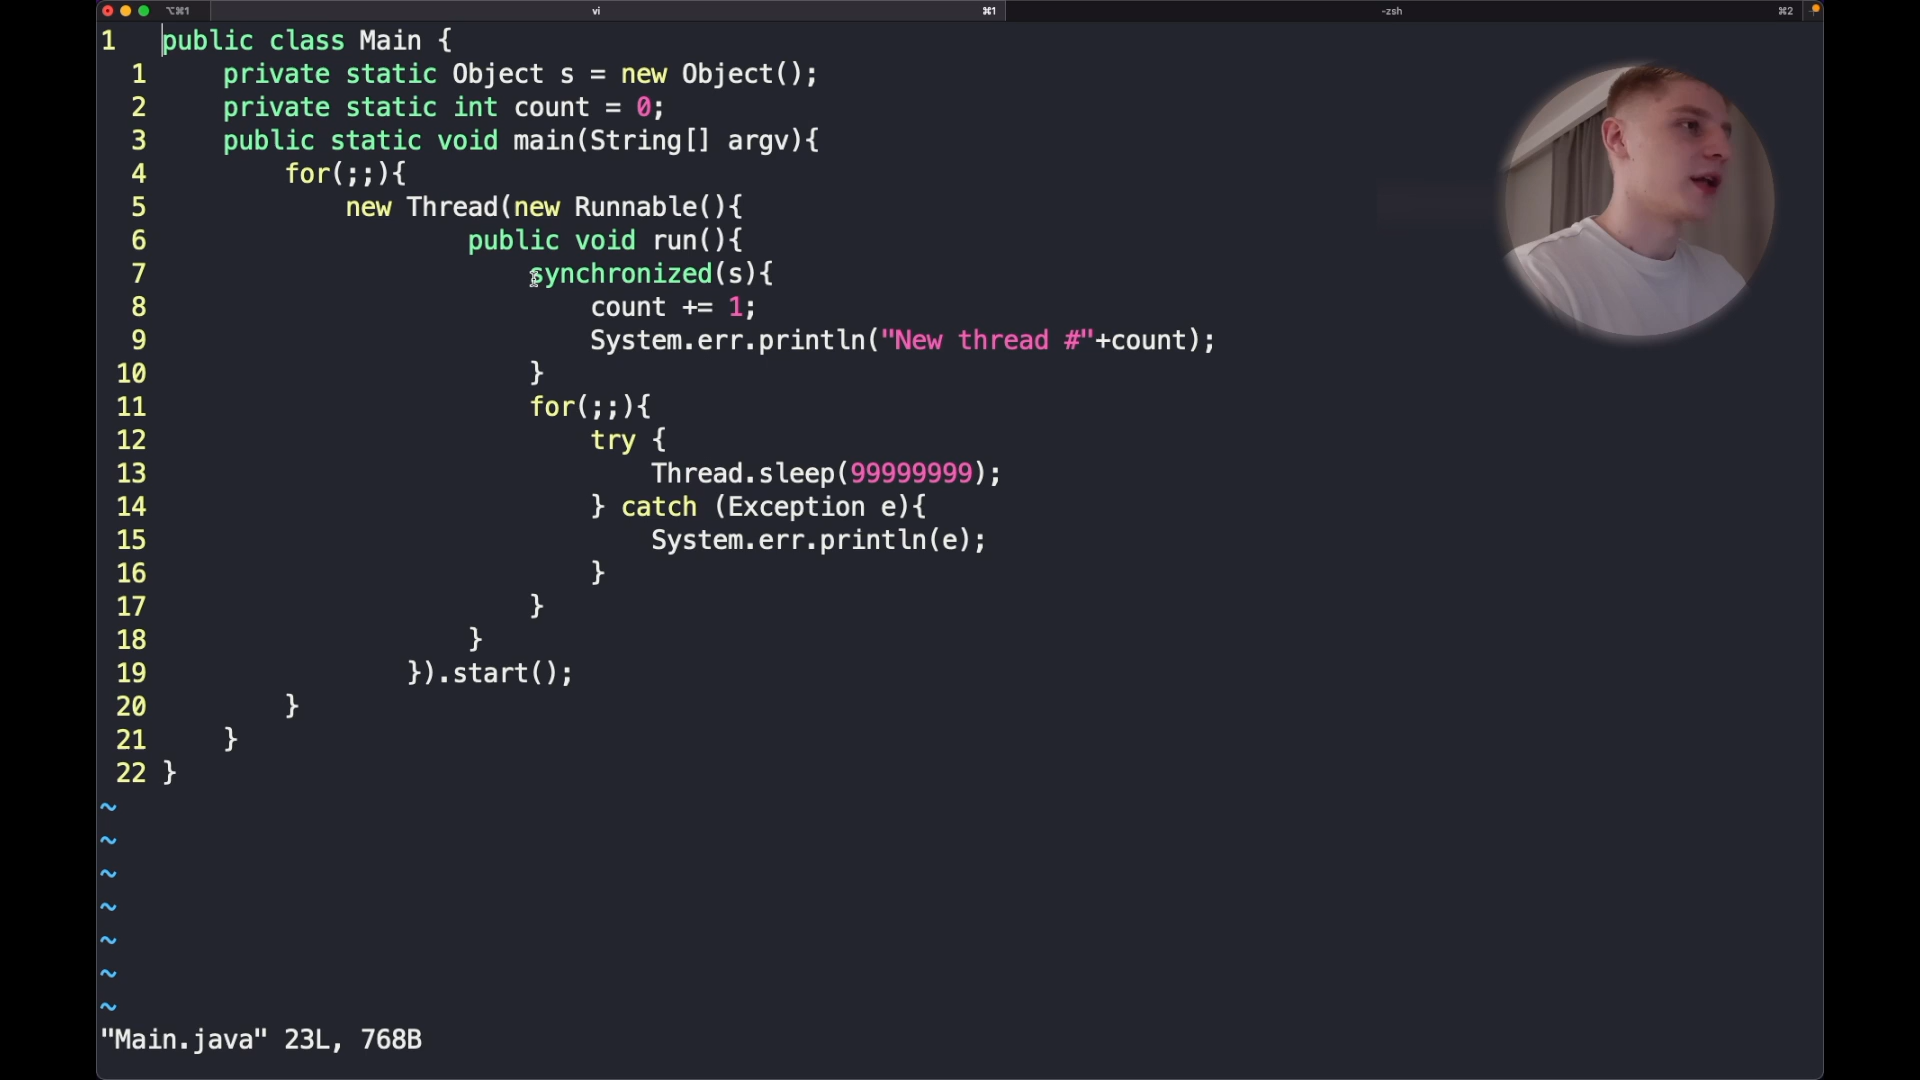 ⌥⌘1 vi ⌘1 -zsh ⌘2
1 public class Main {
1 private static Object s = new Object();
2 private static int count = 0;
3 public static void main(String[] argv){
4 for(;;){
5 new Thread(new Runnable(){
6 public void run(){
7 synchronized(s){
8 count += 1;
9 System.err.println("New thread #"+count);
10 }
11 for(;;){
12 try {
13 Thread.sleep(99999999);
14 } catch (Exception e){
15 System.err.println(e);
16 }
17 }
18 }
19 }).start();
20 }
21 }
22 }
~
~
~
~
~
~
~
"Main.java" 23L, 768B